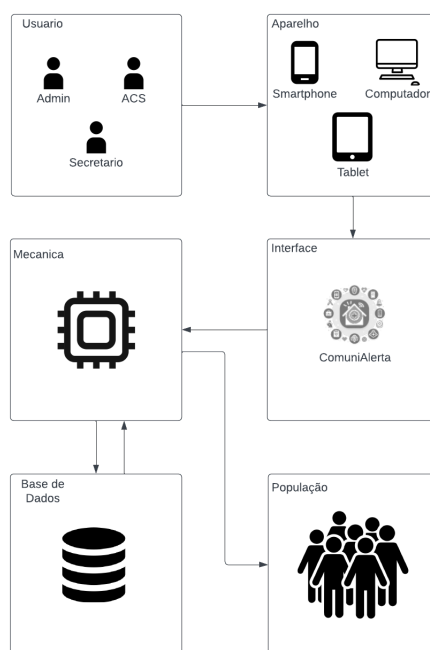 Usuario
Admin
ACS
Secretario
Aparelho
Smartphone
Computador
Tablet
Mecanica
Interface
ComuniAlerta
Base de
Dados
População